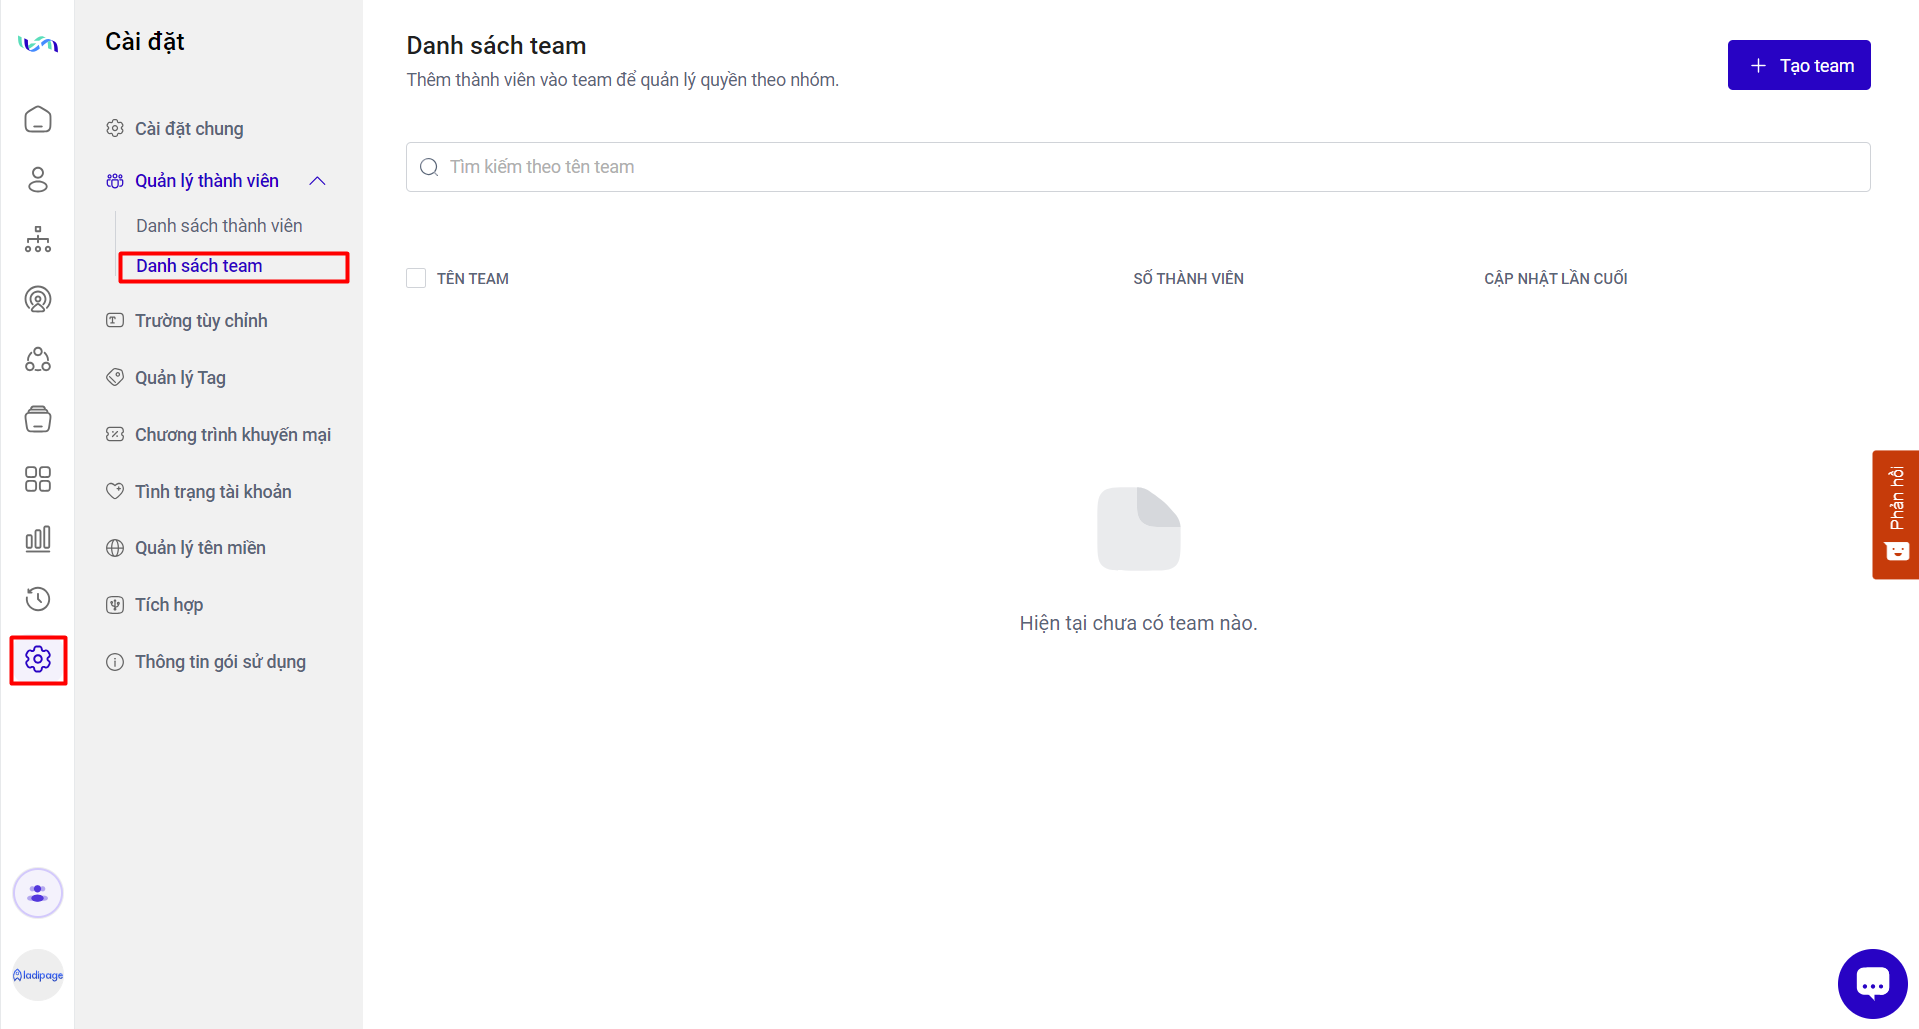 Cài đặt
Cài đặt chung
Quản lý thành viên
Danh sách thành viên
Danh sách team
Trường tùy chỉnh
Quản lý Tag
Chương trình khuyến mại
Tình trạng tài khoản
Quản lý tên miền
Tích hợp
Thông tin gói sử dụng
ladipage
Danh sách team
Thêm thành viên vào team để quản lý quyền theo nhóm.
Tạo team
Tìm kiếm theo tên team
TÊN TEAM
SỐ THÀNH VIÊN
CẬP NHẬT LẦN CUỐI
Hiện tại chưa có team nào.
Phản hồi